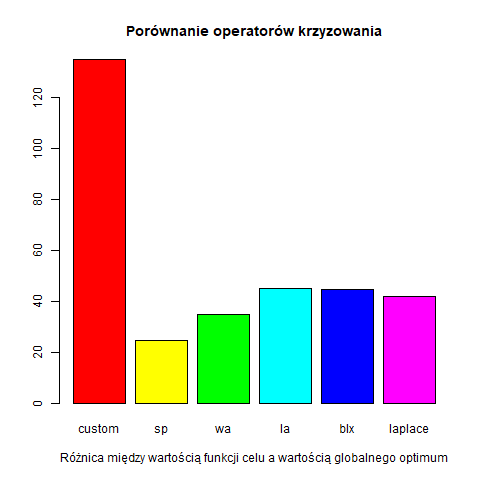 Porównanie operatorów krzyzowania
120
100
80
60
40
20
0
custom sp wa la blx laplace
Różnica między wartością funkcji celu a wartością globalnego optimum